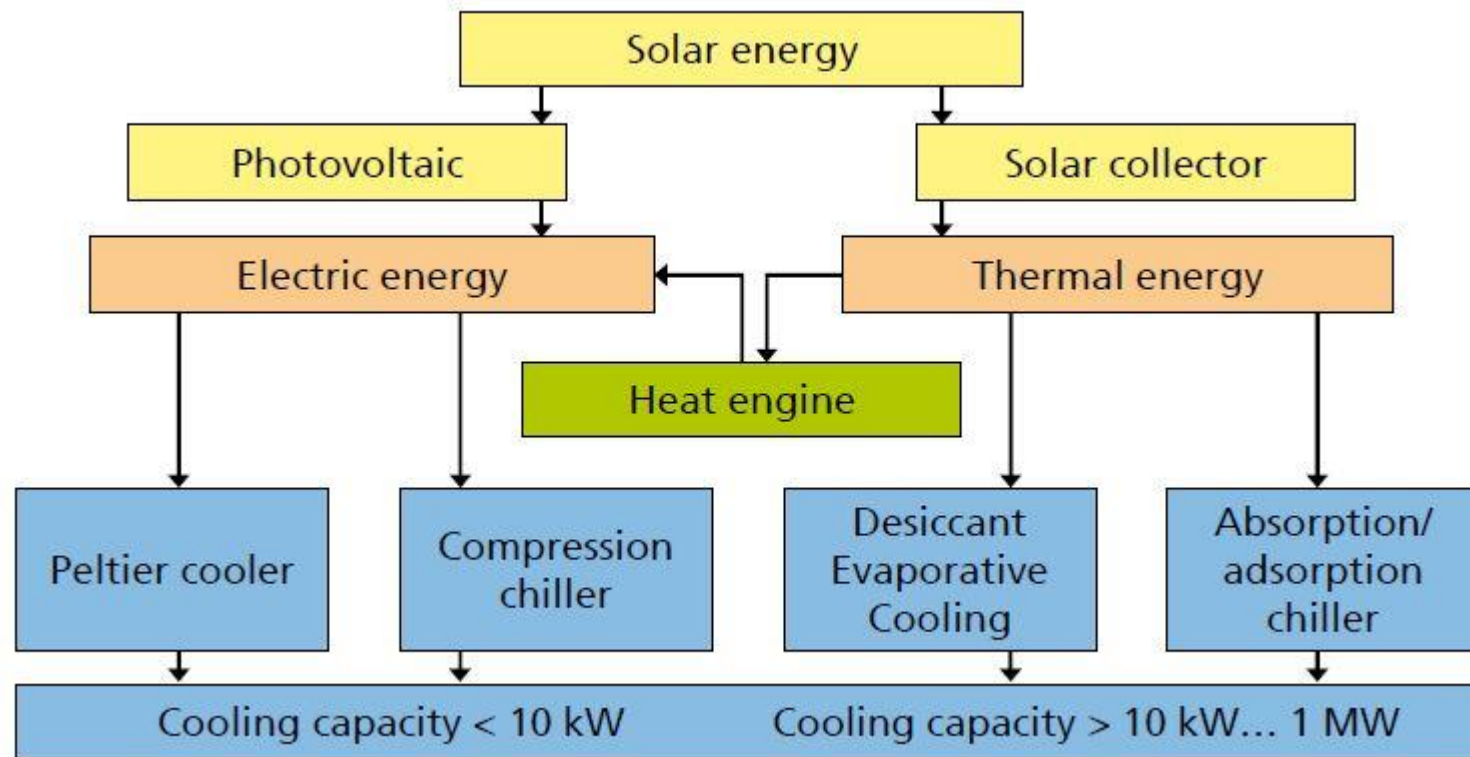 Solar energy
Photovoltaic
Solar collector
Electric energy
Thermal energy
Heat engine
Peltier cooler
Compression
chiller
Desiccant
Evaporative
Cooling
Absorption/
adsorption
chiller
Cooling capacity < 10 kW
Cooling capacity > 10 kW... 1 MW